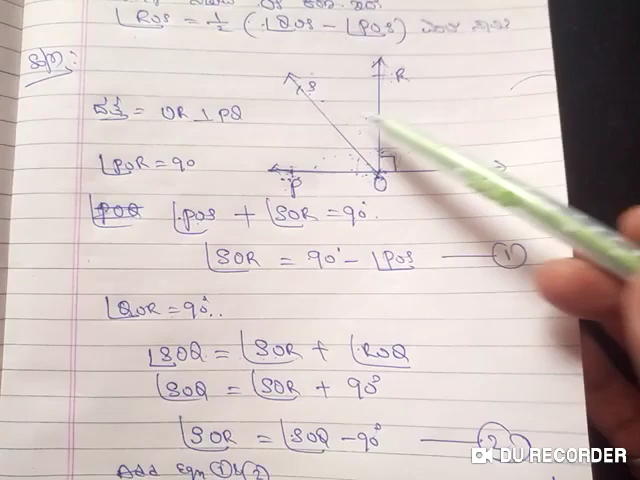 ∠ROS = 1/2 (∠QOS − ∠POS) ಎಂದು
S R
ದತ್ತ = OR ⊥ PQ
P O
∠POR = 90
∠POS + ∠SOR = 90°.
∠SOR = 90° − ∠POS —— ①
∠QOR = 90°..
∠SOQ = ∠SOR + ∠ROQ
∠SOQ = ∠SOR + 90°
∠SOR = ∠SOQ − 90° —— ②
Add Eqn ① & ②
DU RECORDER